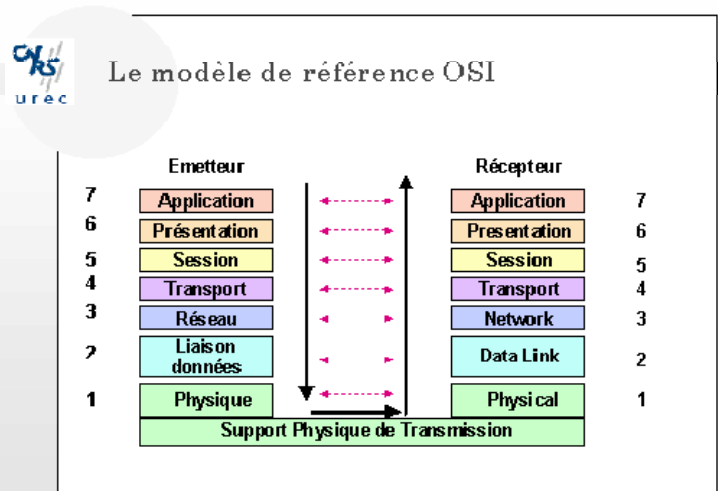 CNRS
urec
Le modèle de référence OSI
Emetteur
Récepteur
7 Application Application 7
6 Présentation Presentation 6
5 Session Session 5
4 Transport Transport 4
3 Réseau Network 3
2 Liaison données Data Link 2
1 Physique Physical 1
Support Physique de Transmission